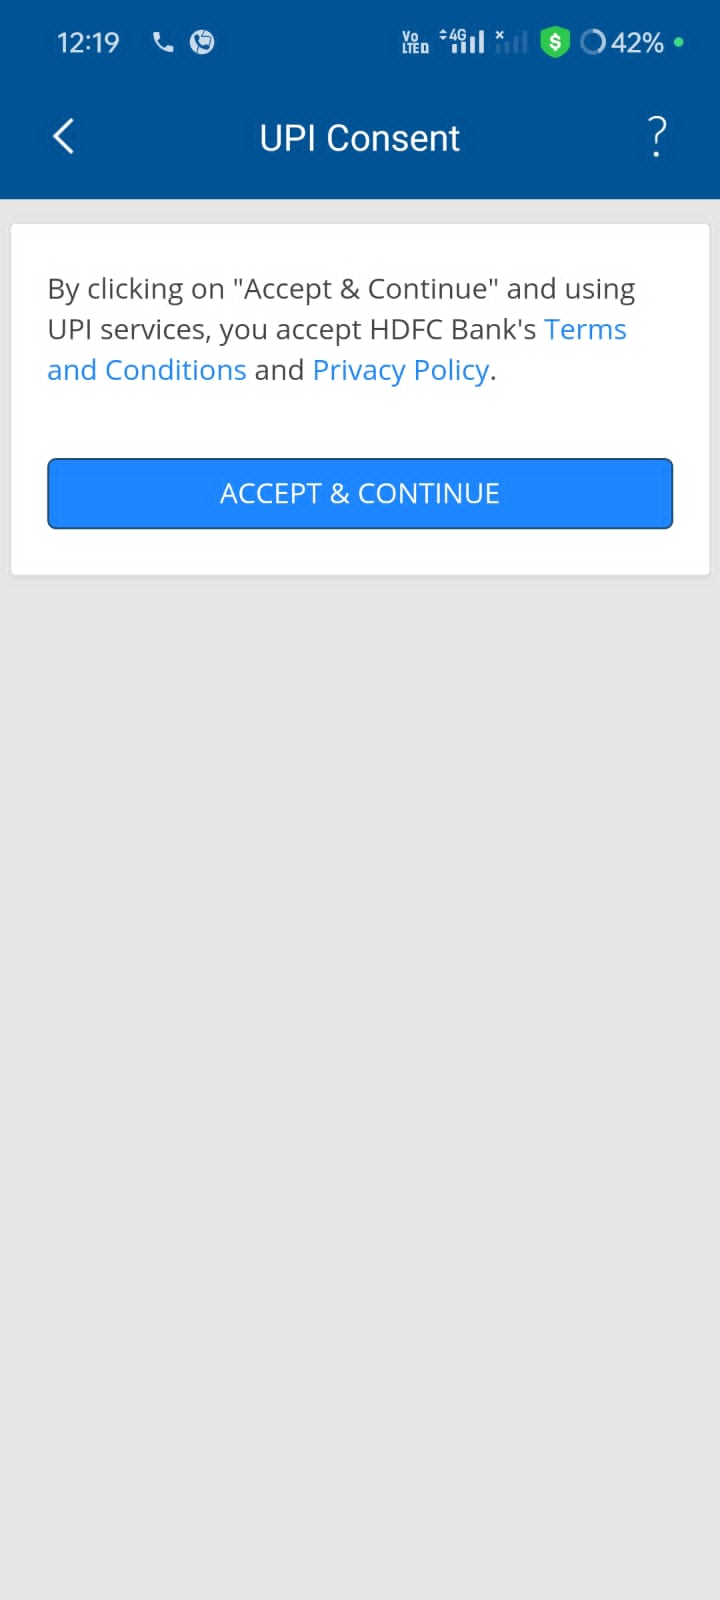 12:19 Vo LTED 4G $ 42%
UPI Consent ?
By clicking on "Accept & Continue" and using
UPI services, you accept HDFC Bank's Terms
and Conditions and Privacy Policy.
ACCEPT & CONTINUE